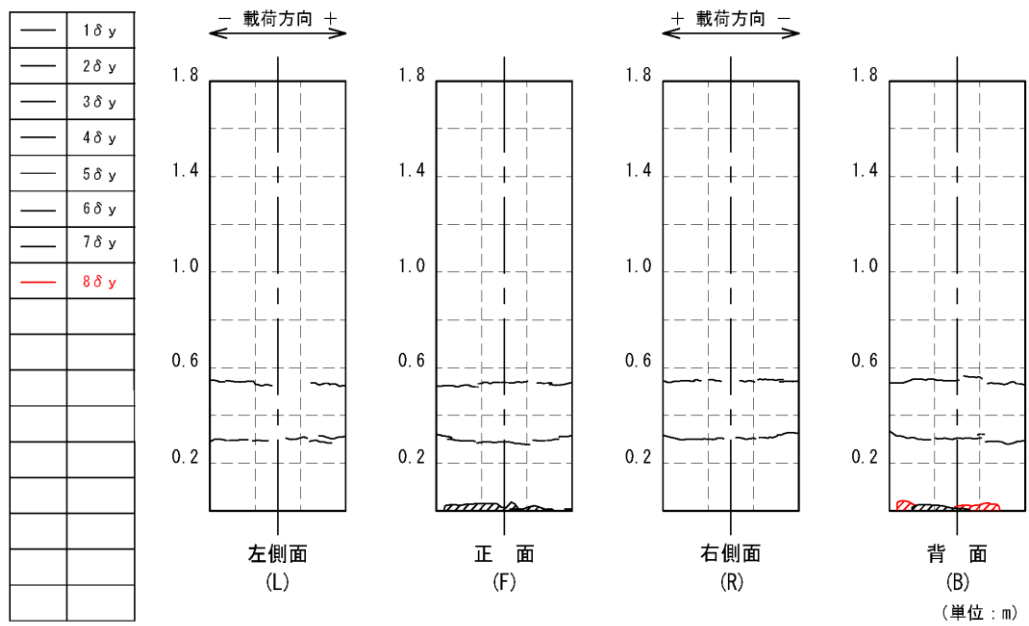 1δy
2δy
3δy
4δy
5δy
6δy
7δy
8δy
− 載荷方向 +
1.8
1.4
1.0
0.6
0.2
左側面
(L)
1.8
1.4
1.0
0.6
0.2
正 面
(F)
+ 載荷方向 −
1.8
1.4
1.0
0.6
0.2
右側面
(R)
1.8
1.4
1.0
0.6
0.2
背 面
(B)
(単位:m)